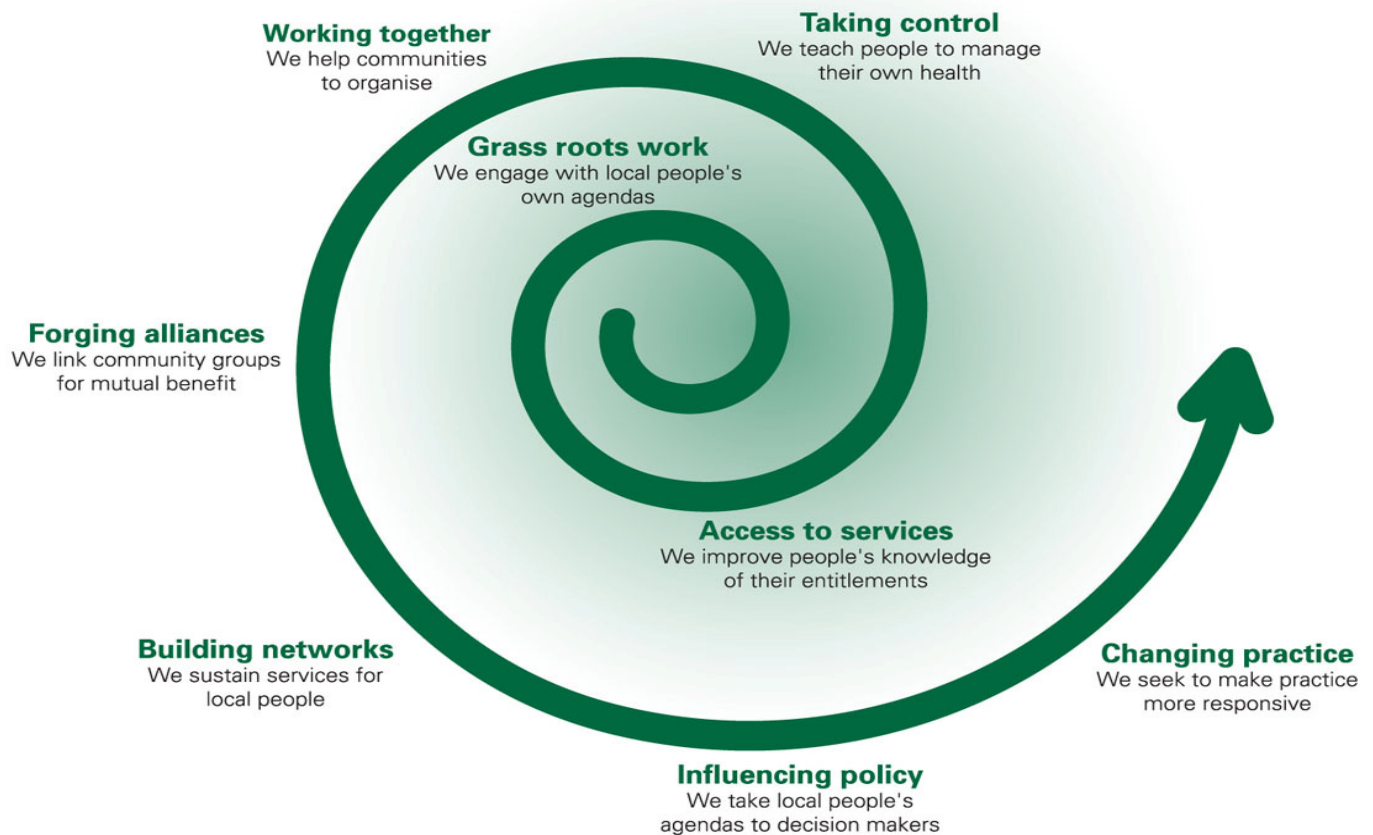 Working together
We help communities
to organise
Taking control
We teach people to manage
their own health
Grass roots work
We engage with local people's
own agendas
Forging alliances
We link community groups
for mutual benefit
Access to services
We improve people's knowledge
of their entitlements
Building networks
We sustain services for
local people
Changing practice
We seek to make practice
more responsive
Influencing policy
We take local people's
agendas to decision makers